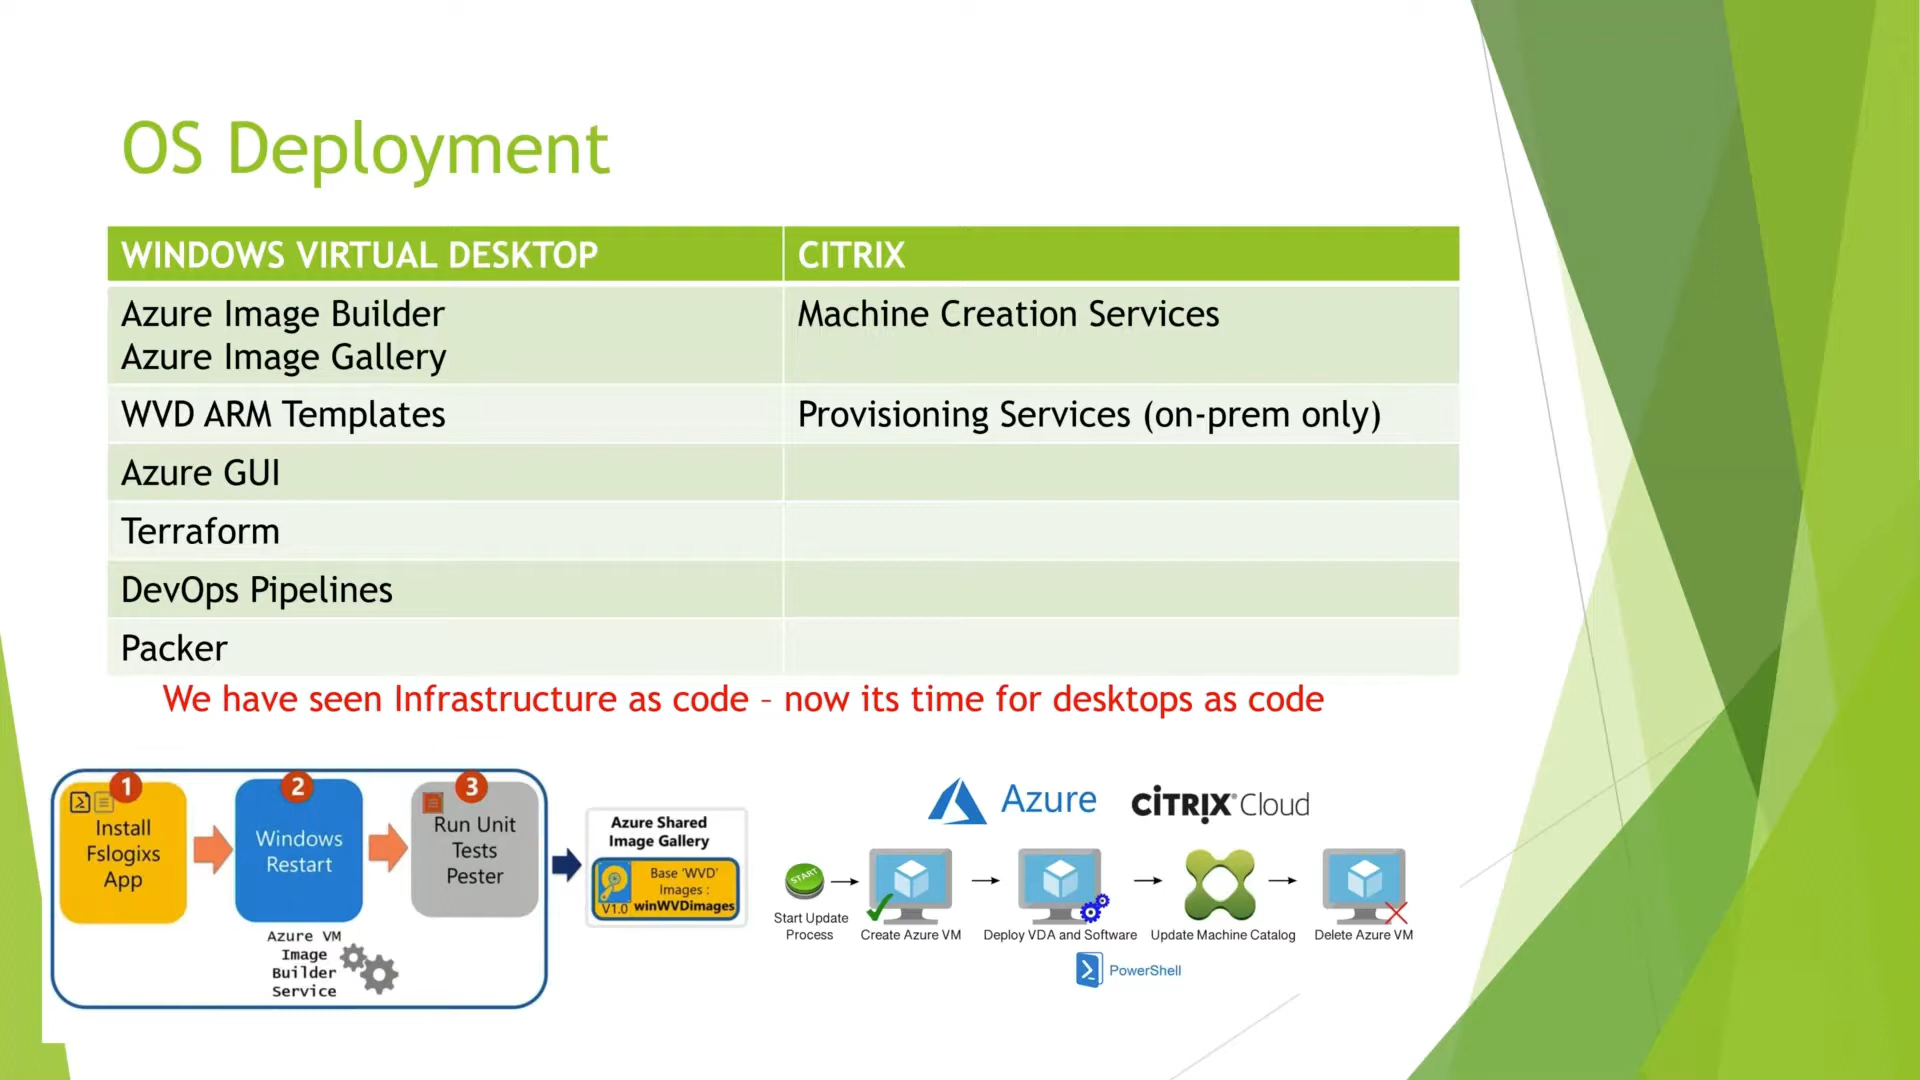 OS Deployment
WINDOWS VIRTUAL DESKTOP
CITRIX
Azure Image Builder
Azure Image Gallery
Machine Creation Services
WVD ARM Templates
Provisioning Services (on-prem only)
Azure GUI
Terraform
DevOps Pipelines
Packer
We have seen Infrastructure as code – now its time for desktops as code
1
Install
Fslogixs
App
2
Windows
Restart
3
Run Unit
Tests
Pester
Azure VM
Image
Builder
Service
Azure Shared
Image Gallery
Base 'WVD'
Images :
V1.0 winWVDimages
Azure
CiTRIX Cloud
START
Start Update
Process
Create Azure VM
Deploy VDA and Software
Update Machine Catalog
Delete Azure VM
PowerShell